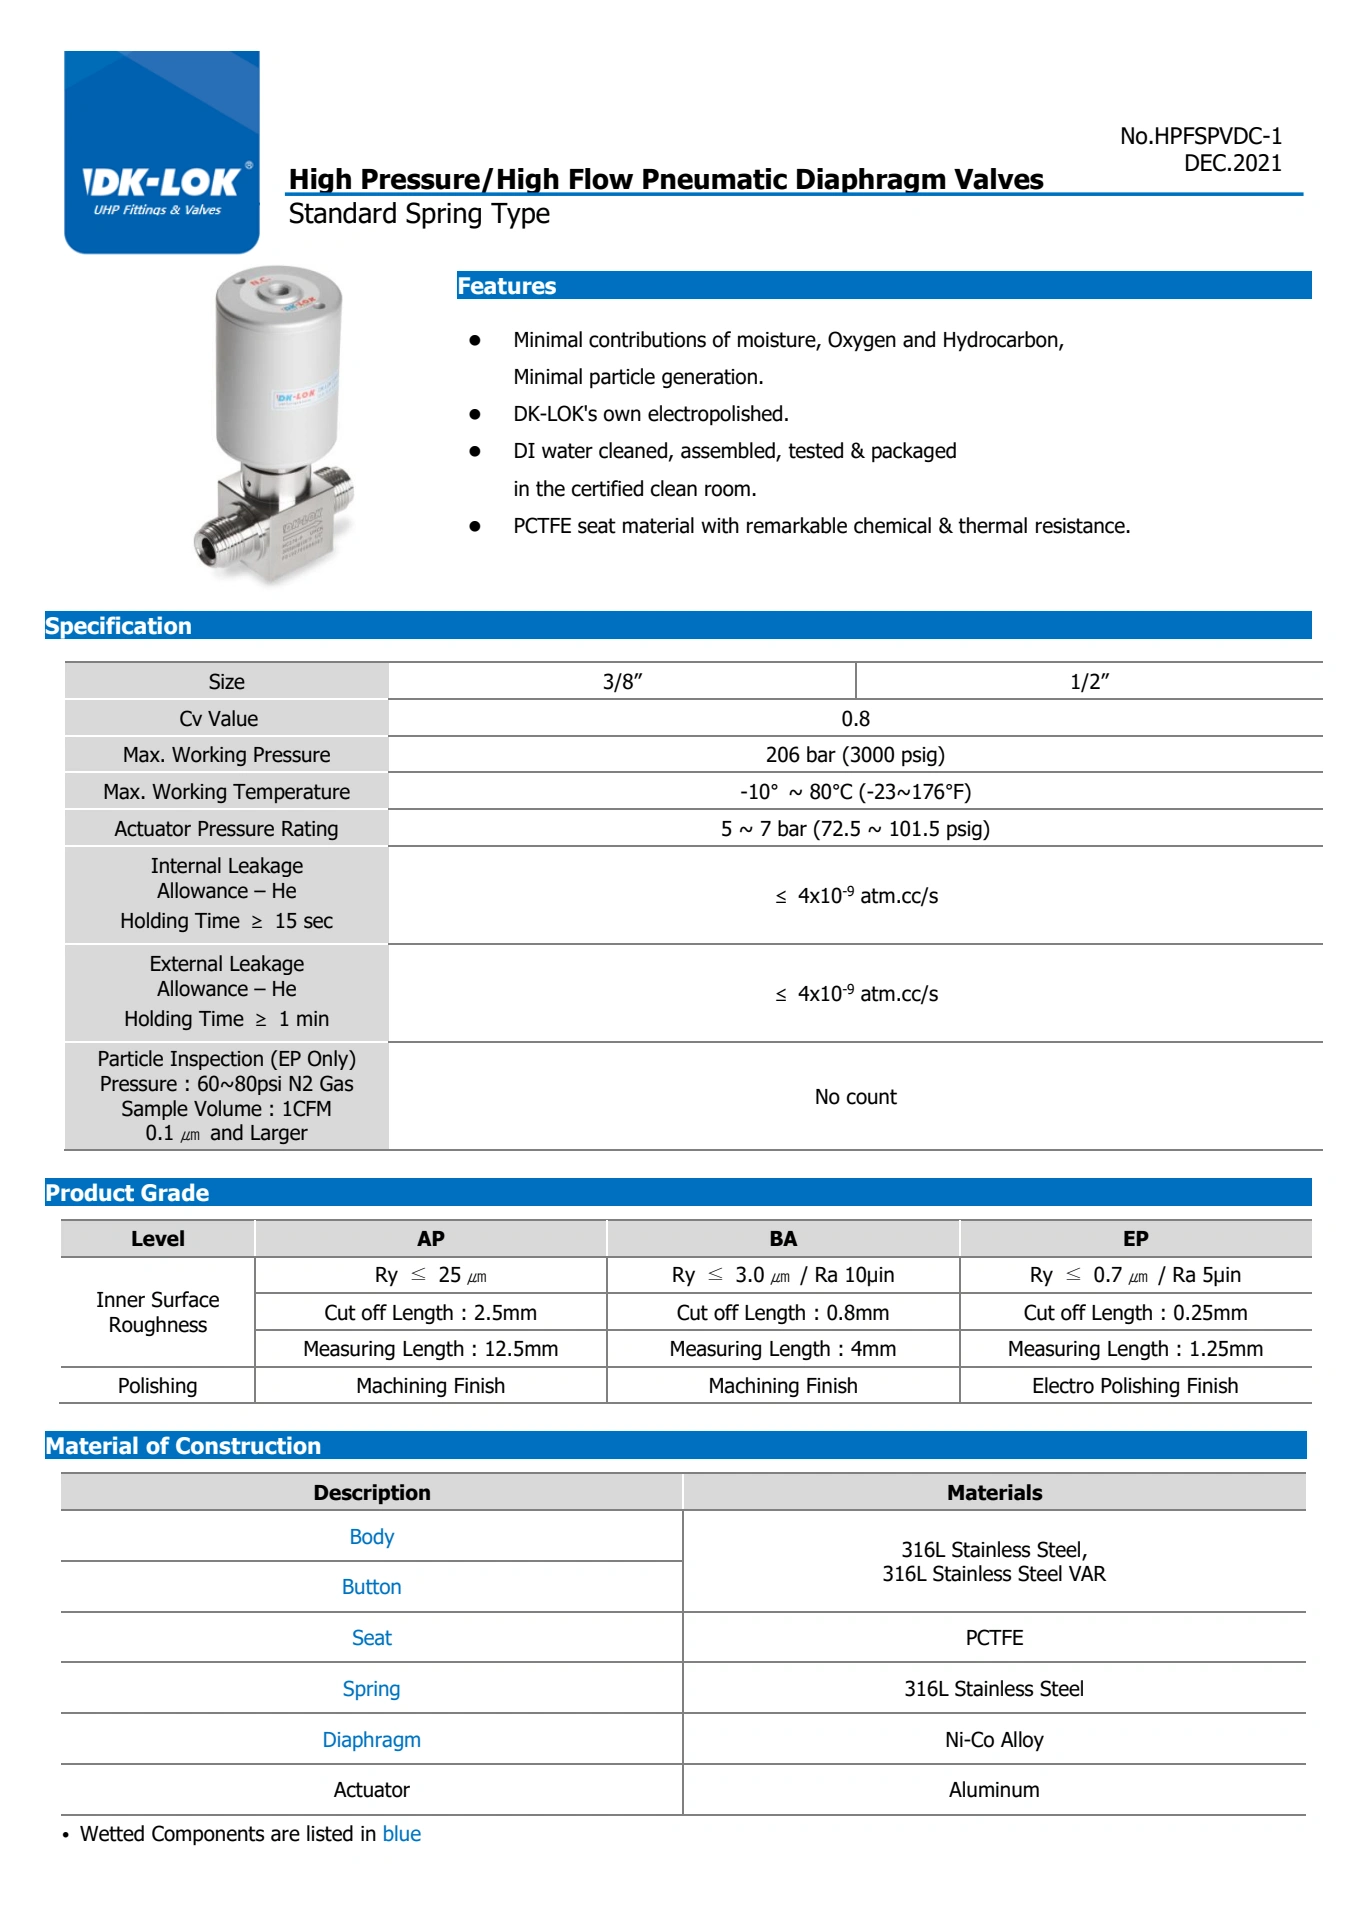 DK-LOK®
UHP Fittings & Valves
No.HPFSPVDC-1
DEC.2021
High Pressure/High Flow Pneumatic Diaphragm Valves
Standard Spring Type
N.C.
DK-LOK
DK-LOK
DK-LOK
Features
● Minimal contributions of moisture, Oxygen and Hydrocarbon,
Minimal particle generation.
● DK-LOK's own electropolished.
● DI water cleaned, assembled, tested & packaged
in the certified clean room.
● PCTFE seat material with remarkable chemical & thermal resistance.
Specification
Size 3/8” 1/2”
Cv Value 0.8
Max. Working Pressure 206 bar (3000 psig)
Max. Working Temperature -10° ~ 80°C (-23~176°F)
Actuator Pressure Rating 5 ~ 7 bar (72.5 ~ 101.5 psig)
Internal Leakage
Allowance – He
Holding Time ≥ 15 sec
≤ 4x10⁻⁹ atm.cc/s
External Leakage
Allowance – He
Holding Time ≥ 1 min
≤ 4x10⁻⁹ atm.cc/s
Particle Inspection (EP Only)
Pressure : 60~80psi N2 Gas
Sample Volume : 1CFM
0.1 ㎛ and Larger
No count
Product Grade
Level AP BA EP
Inner Surface
Roughness
Ry ≤ 25 ㎛ Ry ≤ 3.0 ㎛ / Ra 10µin Ry ≤ 0.7 ㎛ / Ra 5µin
Cut off Length : 2.5mm Cut off Length : 0.8mm Cut off Length : 0.25mm
Measuring Length : 12.5mm Measuring Length : 4mm Measuring Length : 1.25mm
Polishing Machining Finish Machining Finish Electro Polishing Finish
Material of Construction
Description Materials
Body
Button
316L Stainless Steel,
316L Stainless Steel VAR
Seat PCTFE
Spring 316L Stainless Steel
Diaphragm Ni-Co Alloy
Actuator Aluminum
• Wetted Components are listed in blue